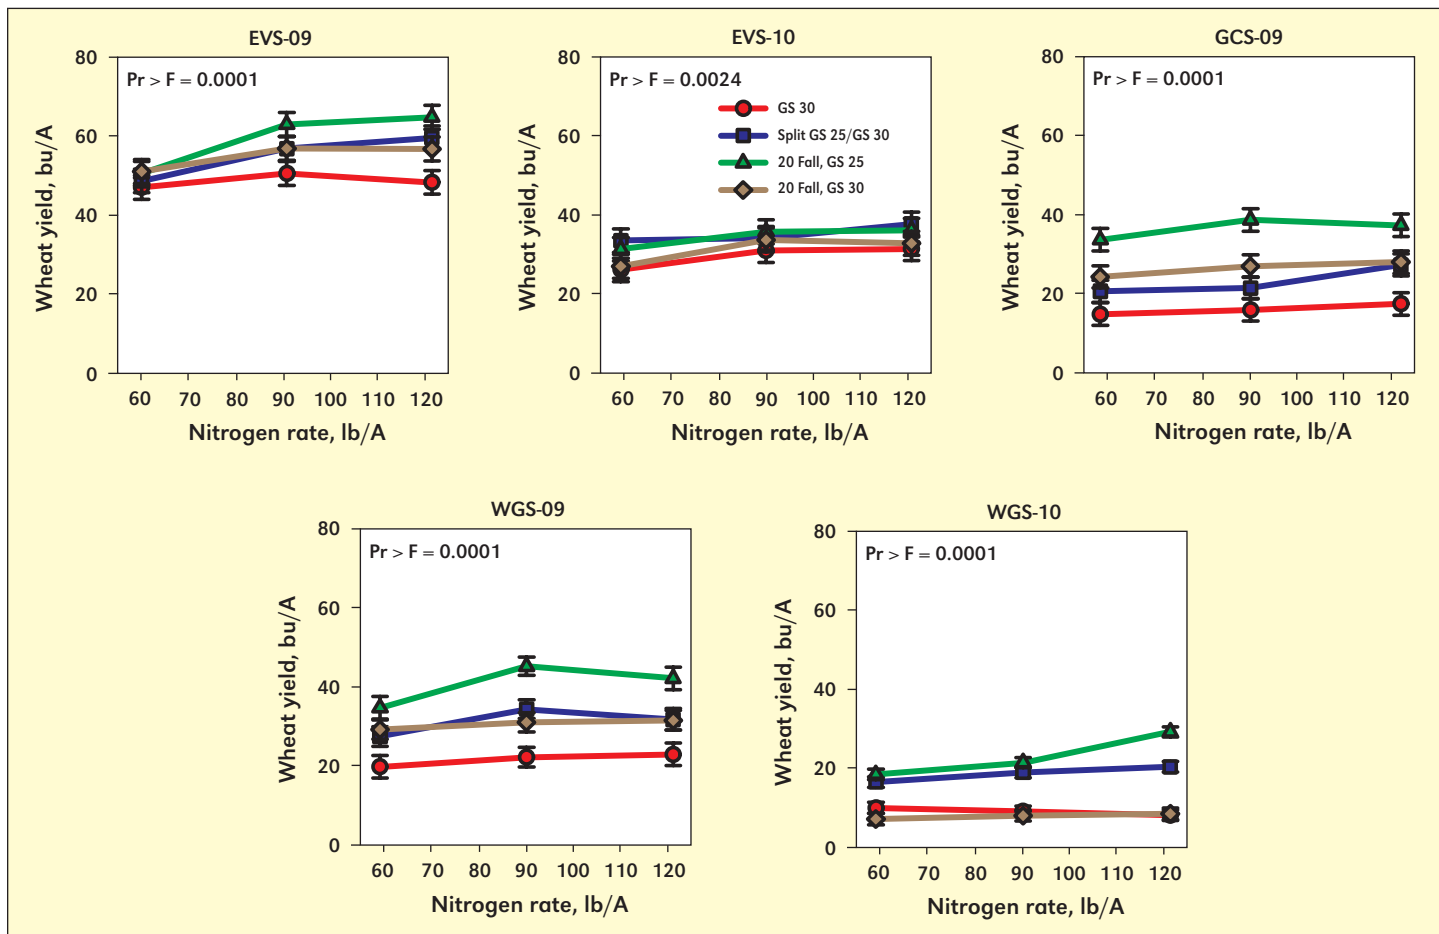 EVS-09
Pr > F = 0.0001
Wheat yield, bu/A
80
60
40
20
0
60 70 80 90 100 110 120
Nitrogen rate, lb/A
EVS-10
Pr > F = 0.0024
GS 30
Split GS 25/GS 30
20 Fall, GS 25
20 Fall, GS 30
Wheat yield, bu/A
80
60
40
20
0
60 70 80 90 100 110 120
Nitrogen rate, lb/A
GCS-09
Pr > F = 0.0001
Wheat yield, bu/A
80
60
40
20
0
60 70 80 90 100 110 120
Nitrogen rate, lb/A
WGS-09
Pr > F = 0.0001
Wheat yield, bu/A
80
60
40
20
0
60 70 80 90 100 110 120
Nitrogen rate, lb/A
WGS-10
Pr > F = 0.0001
Wheat yield, bu/A
80
60
40
20
0
60 70 80 90 100 110 120
Nitrogen rate, lb/A